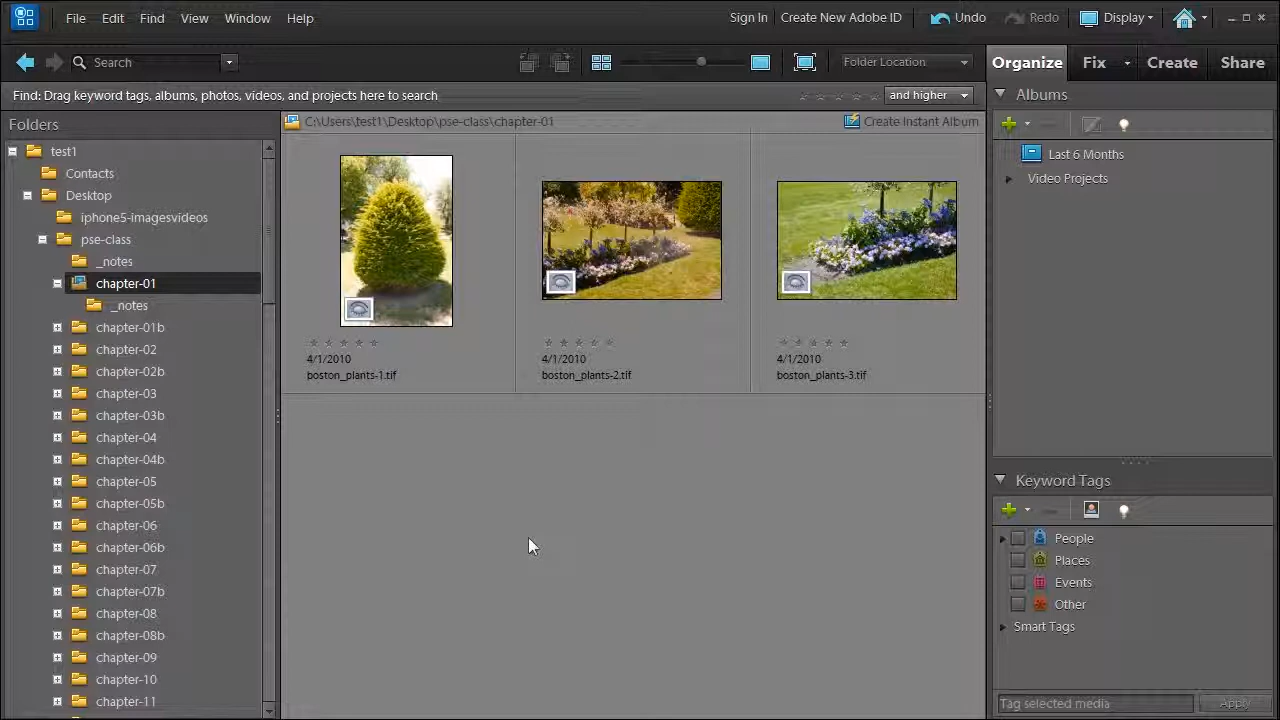 File Edit Find View Window Help
Sign In Create New Adobe ID Undo Redo Display
Search
Folder Location
Organize Fix Create Share
Find: Drag keyword tags, albums, photos, videos, and projects here to search
and higher
Folders
test1
Contacts
Desktop
iphone5-imagesvideos
pse-class
_notes
chapter-01
_notes
chapter-01b
chapter-02
chapter-02b
chapter-03
chapter-03b
chapter-04
chapter-04b
chapter-05
chapter-05b
chapter-06
chapter-06b
chapter-07
chapter-07b
chapter-08
chapter-08b
chapter-09
chapter-10
chapter-11
C:\Users\test1\Desktop\pse-class\chapter-01
Create Instant Album
4/1/2010
boston_plants-1.tif
4/1/2010
boston_plants-2.tif
4/1/2010
boston_plants-3.tif
Albums
Last 6 Months
Video Projects
Keyword Tags
People
Places
Events
Other
Smart Tags
Tag selected media
Apply